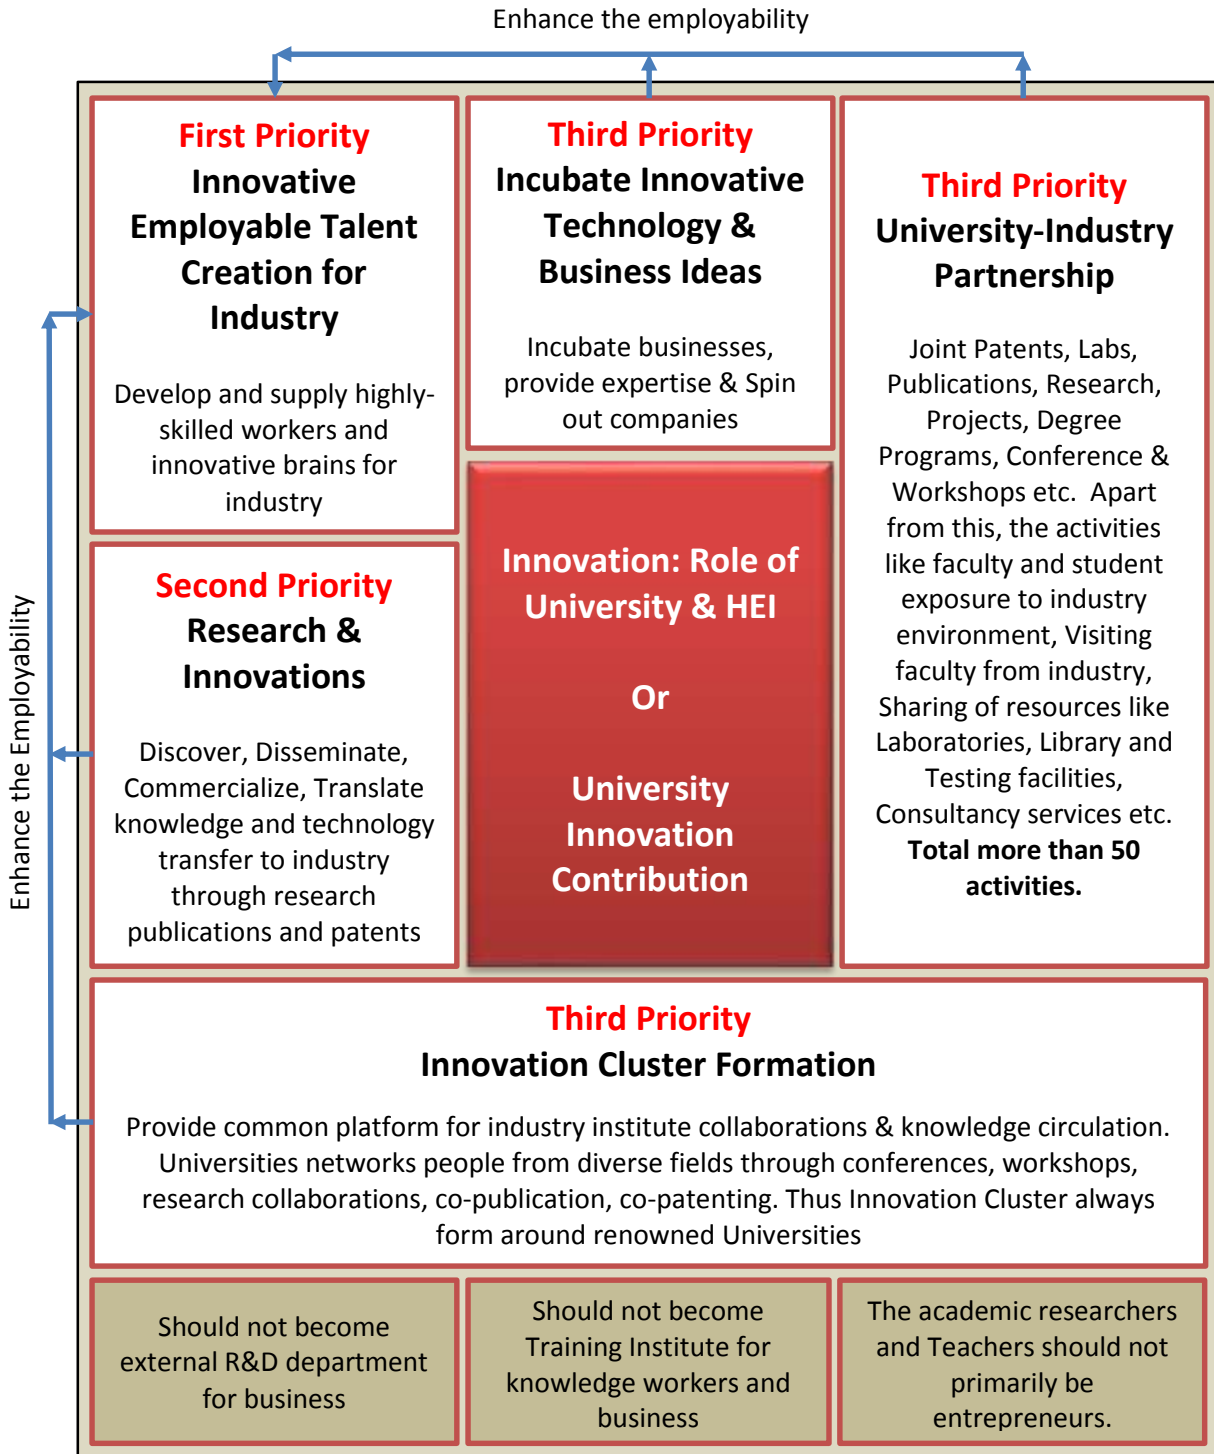 Enhance the employability
First Priority
Innovative
Employable Talent
Creation for
Industry
Develop and supply highly-
skilled workers and
innovative brains for
industry
Third Priority
Incubate Innovative
Technology &
Business Ideas
Incubate businesses,
provide expertise & Spin
out companies
Third Priority
University-Industry
Partnership
Joint Patents, Labs,
Publications, Research,
Projects, Degree
Programs, Conference &
Workshops etc.  Apart
from this, the activities
like faculty and student
exposure to industry
environment, Visiting
faculty from industry,
Sharing of resources like
Laboratories, Library and
Testing facilities,
Consultancy services etc.
Total more than 50
activities.
Enhance the Employability
Second Priority
Research &
Innovations
Discover, Disseminate,
Commercialize, Translate
knowledge and technology
transfer to industry
through research
publications and patents
Innovation: Role of
University & HEI
Or
University
Innovation
Contribution
Third Priority
Innovation Cluster Formation
Provide common platform for industry institute collaborations & knowledge circulation.
Universities networks people from diverse fields through conferences, workshops,
research collaborations, co-publication, co-patenting. Thus Innovation Cluster always
form around renowned Universities
Should not become
external R&D department
for business
Should not become
Training Institute for
knowledge workers and
business
The academic researchers
and Teachers should not
primarily be
entrepreneurs.